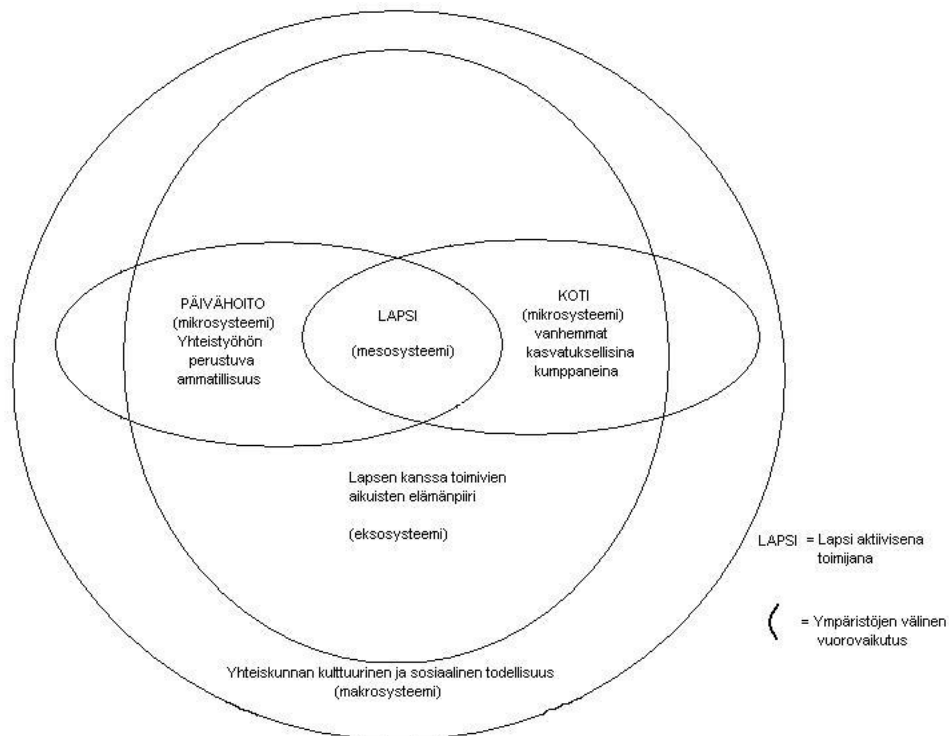 PÄIVÄHOITO
(mikrosysteemi)
Yhteistyöhön
perustuva
ammatillisuus
LAPSI
(mesosysteemi)
KOTI
(mikrosysteemi)
vanhemmat
kasvatuksellisina
kumppaneina
Lapsen kanssa toimivien
aikuisten elämänpiiri
(eksosysteemi)
LAPSI = Lapsi aktiivisena
toimijana
( = Ympäristöjen välinen
vuorovaikutus
Yhteiskunnan kulttuurinen ja sosiaalinen todellisuus
(makrosysteemi)